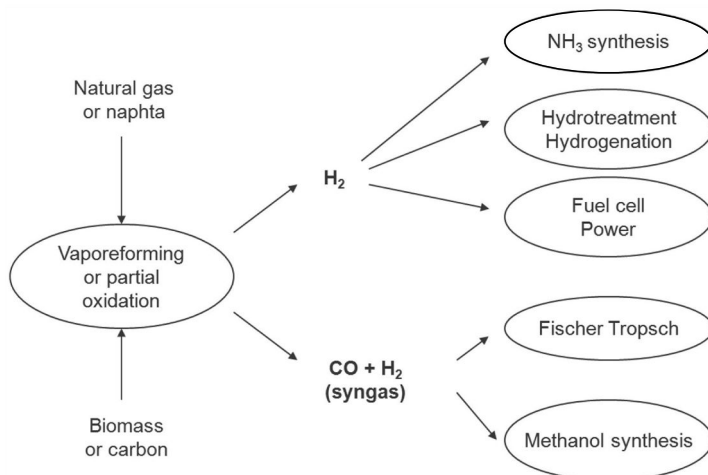 Natural gas
or naphta
Vaporeforming
or partial
oxidation
Biomass
or carbon
H₂
CO + H₂
(syngas)
NH₃ synthesis
Hydrotreatment
Hydrogenation
Fuel cell
Power
Fischer Tropsch
Methanol synthesis